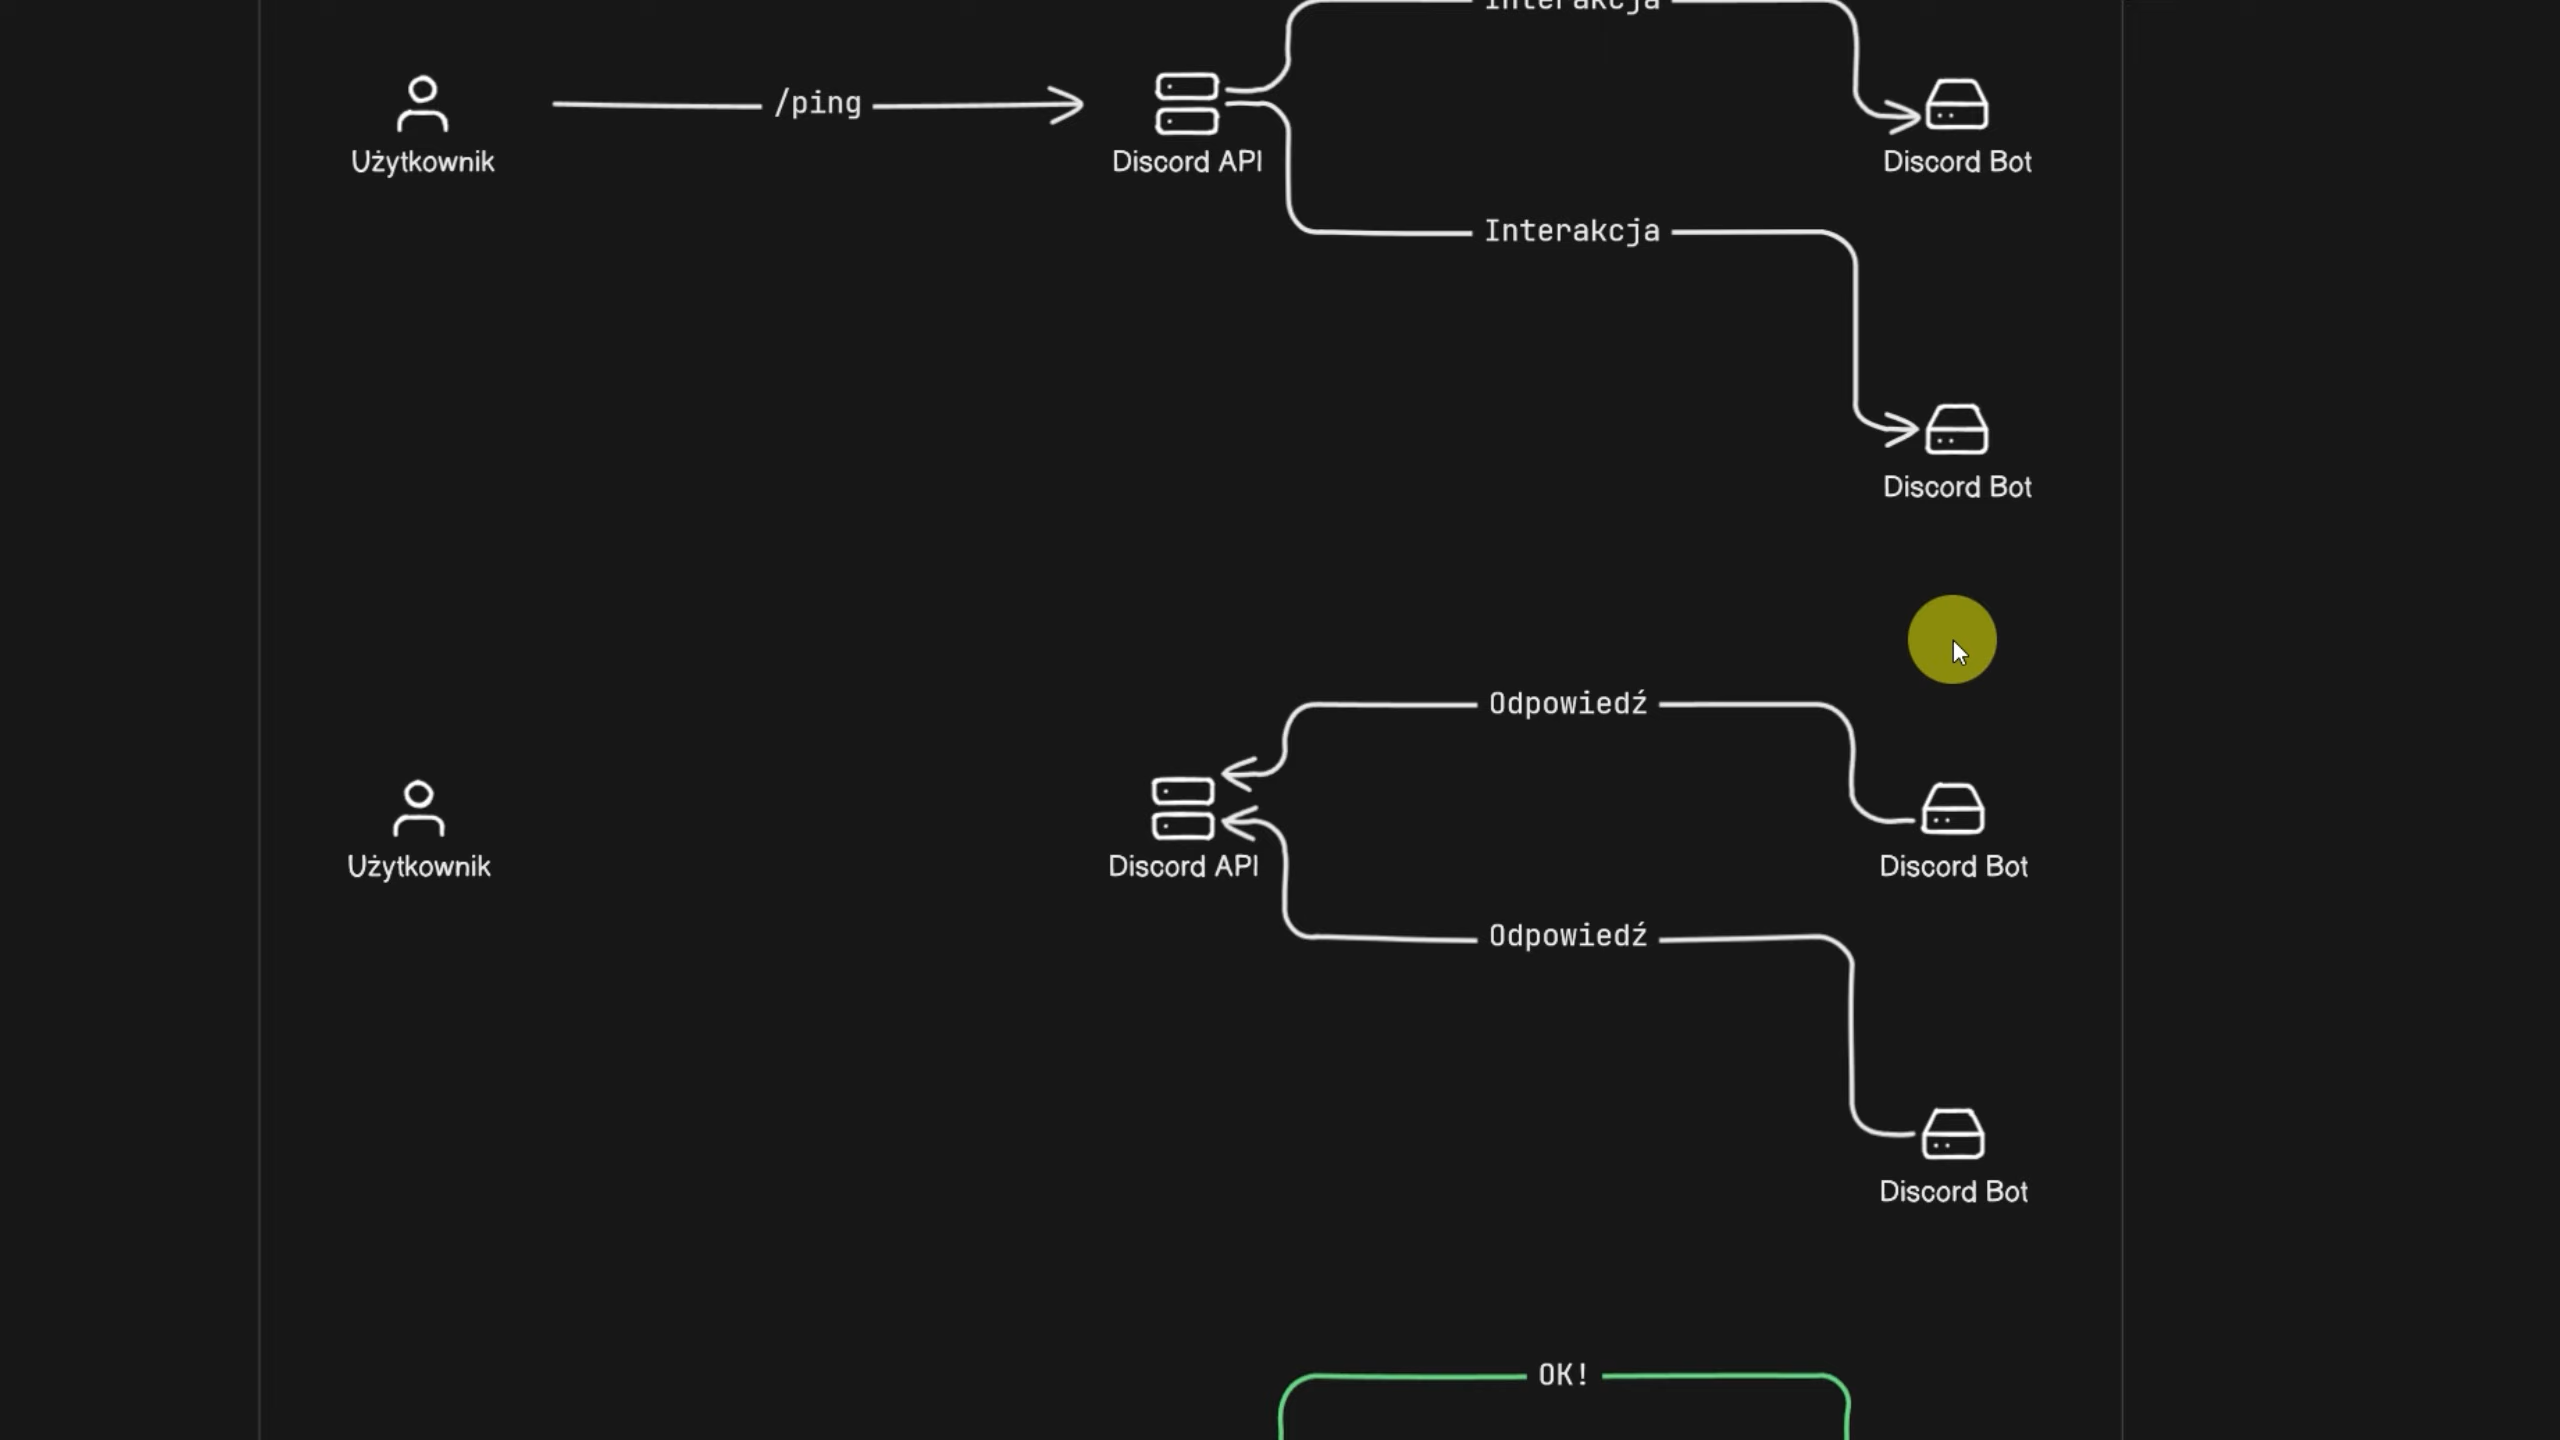 Interakcja
/ping
Użytkownik
Discord API
Discord Bot
Interakcja
Discord Bot
Odpowiedź
Użytkownik
Discord API
Discord Bot
Odpowiedź
Discord Bot
OK!